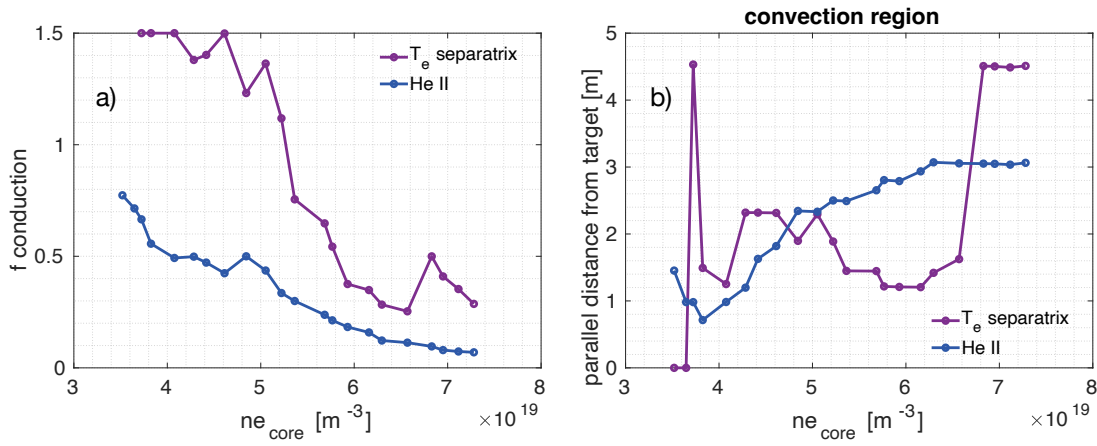 a)
f conduction
1.5
1
0.5
0
T_e separatrix
He II
3 4 5 6 7 8
ne_core [m^-3]
×10^19
convection region
b)
parallel distance from target [m]
5
4
3
2
1
0
T_e separatrix
He II
3 4 5 6 7 8
ne_core [m^-3]
×10^19